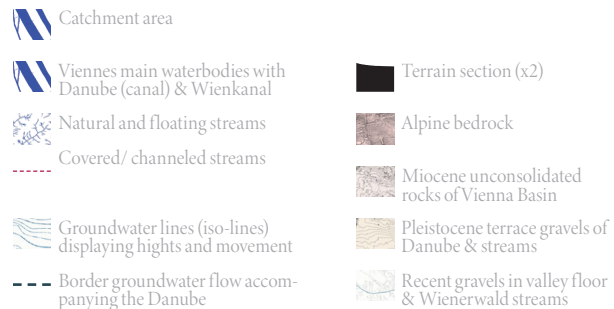 Catchment area
Viennes main waterbodies with
Danube (canal) & Wienkanal
Natural and floating streams
Covered/ channeled streams
Groundwater lines (iso-lines)
displaying hights and movement
Border groundwater flow accom-
panying the Danube
Terrain section (x2)
Alpine bedrock
Miocene unconsolidated
rocks of Vienna Basin
Pleistocene terrace gravels of
Danube & streams
Recent gravels in valley floor
& Wienerwald streams